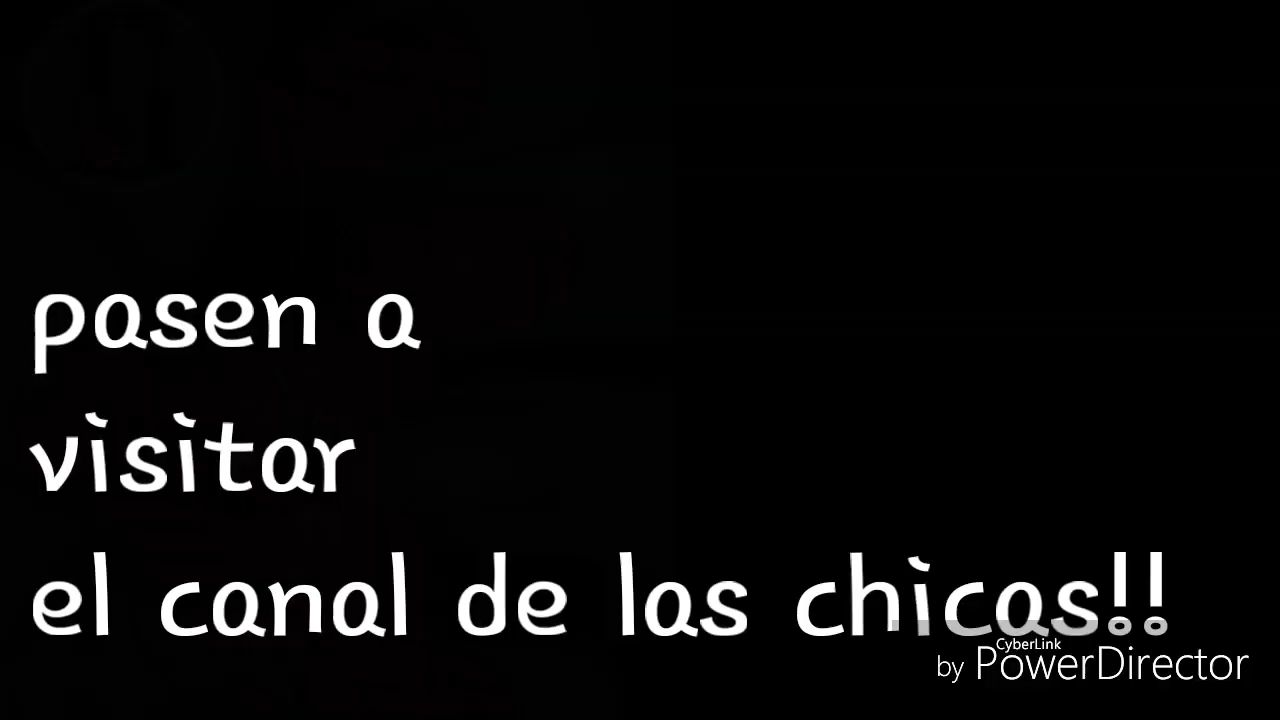 pasen a
visitar
el canal de las chicas!!
CyberLink
by PowerDirector